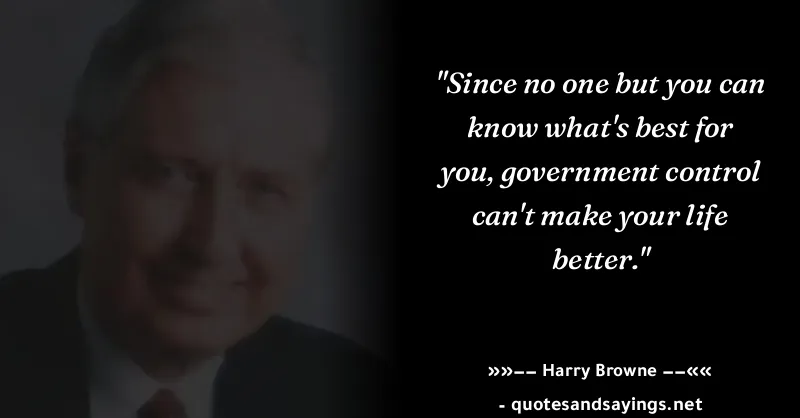 "Since no one but you can
know what's best for
you, government control
can't make your life
better."
»»−− Harry Browne −−««
- quotesandsayings.net